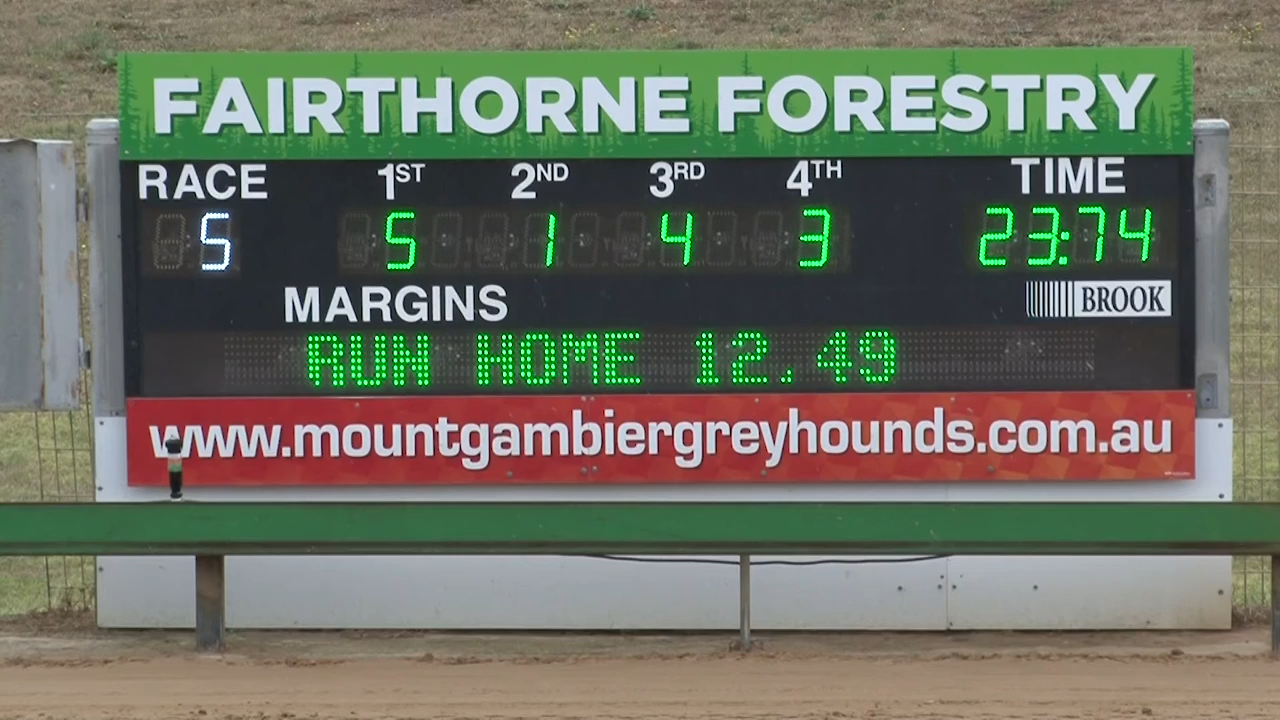 FAIRTHORNE FORESTRY
RACE 1ST 2ND 3RD 4TH TIME
5 5 1 4 3 23:74
MARGINS BROOK
RUN HOME 12.49
www.mountgambiergreyhounds.com.au